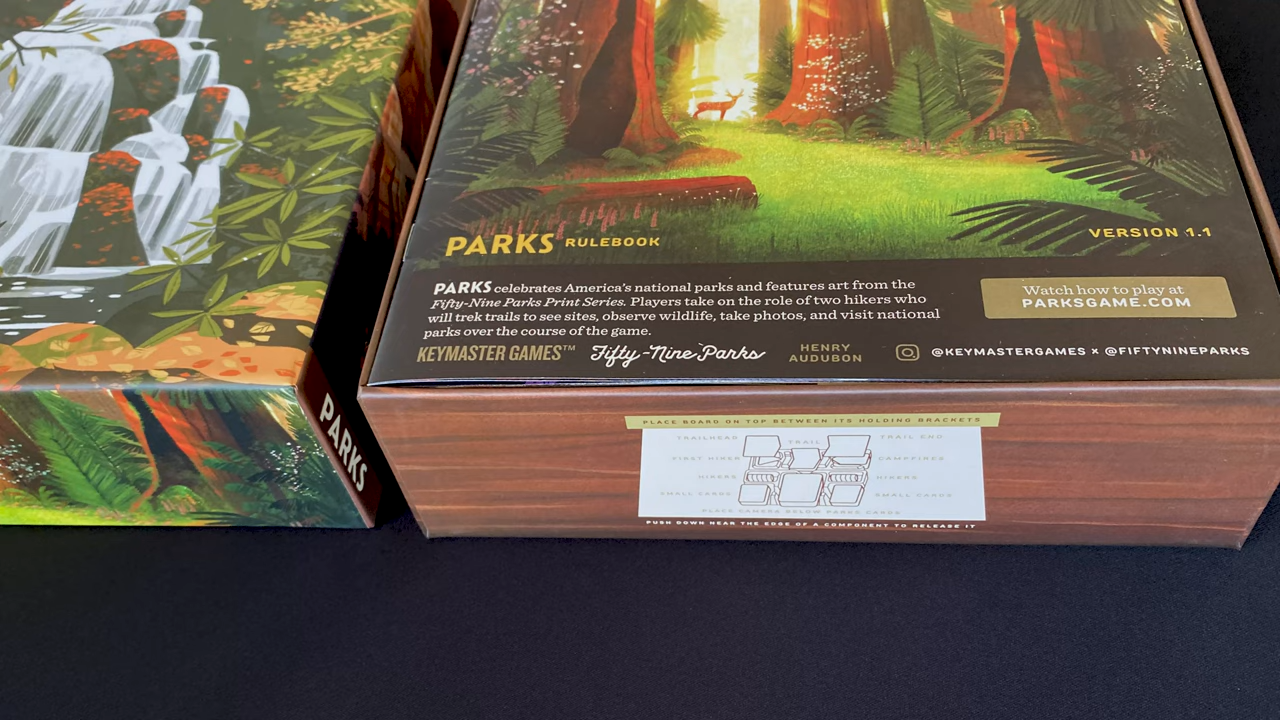 PARKS RULEBOOK
VERSION 1.1
PARKS celebrates America's national parks and features art from the
Fifty-Nine Parks Print Series. Players take on the role of two hikers who
will trek trails to see sites, observe wildlife, take photos, and visit national
parks over the course of the game.
Watch how to play at
PARKSGAME.COM
KEYMASTER GAMES™ Fifty-Nine Parks HENRY AUDUBON @KEYMASTERGAMES × @FIFTYNINEPARKS
PARKS
PLACE BOARD ON TOP BETWEEN ITS HOLDING BRACKETS
TRAILHEAD TRAIL TRAIL END
FIRST HIKER CAMPFIRES
HIKERS HIKERS
SMALL CARDS SMALL CARDS
PLACE CAMERA BELOW PARKS CARDS
PUSH DOWN NEAR THE EDGE OF A COMPONENT TO RELEASE IT